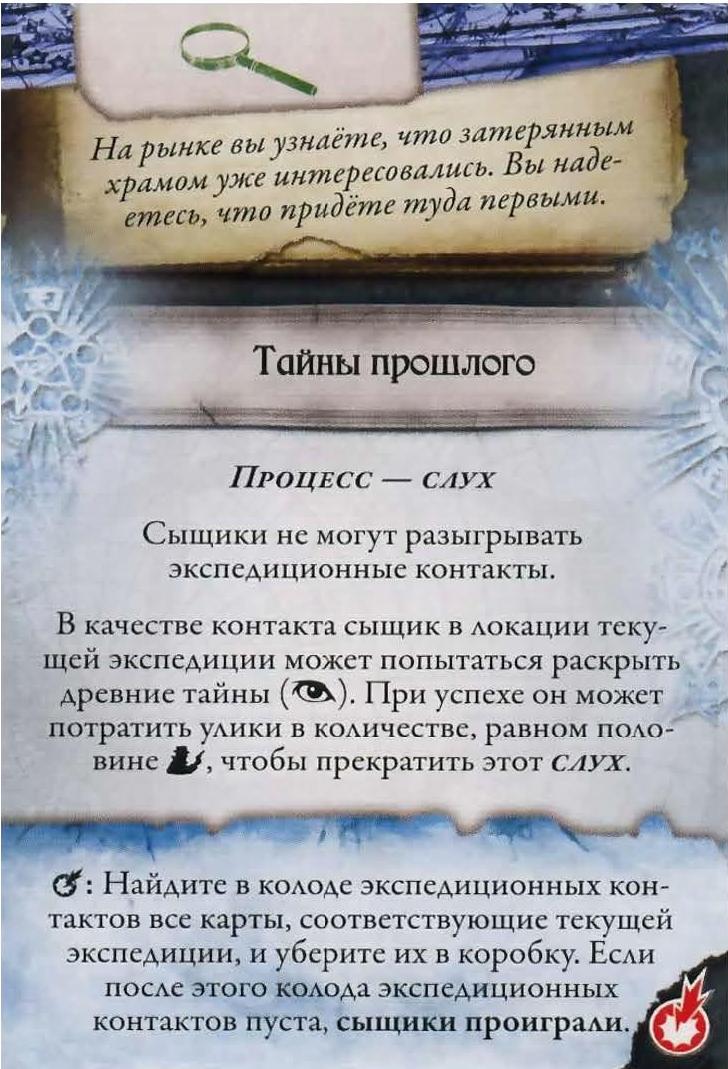 На рынке вы узнаёте, что затерянным
храмом уже интересовались. Вы наде-
етесь, что придёте туда первыми.
Тайны прошлого
Процесс — слух
Сыщики не могут разыгрывать
экспедиционные контакты.
В качестве контакта сыщик в локации теку-
щей экспедиции может попытаться раскрыть
древние тайны (). При успехе он может
потратить улики в количестве, равном поло-
вине , чтобы прекратить этот слух.
: Найдите в колоде экспедиционных кон-
тактов все карты, соответствующие текущей
экспедиции, и уберите их в коробку. Если
после этого колода экспедиционных
контактов пуста, сыщики проиграли.